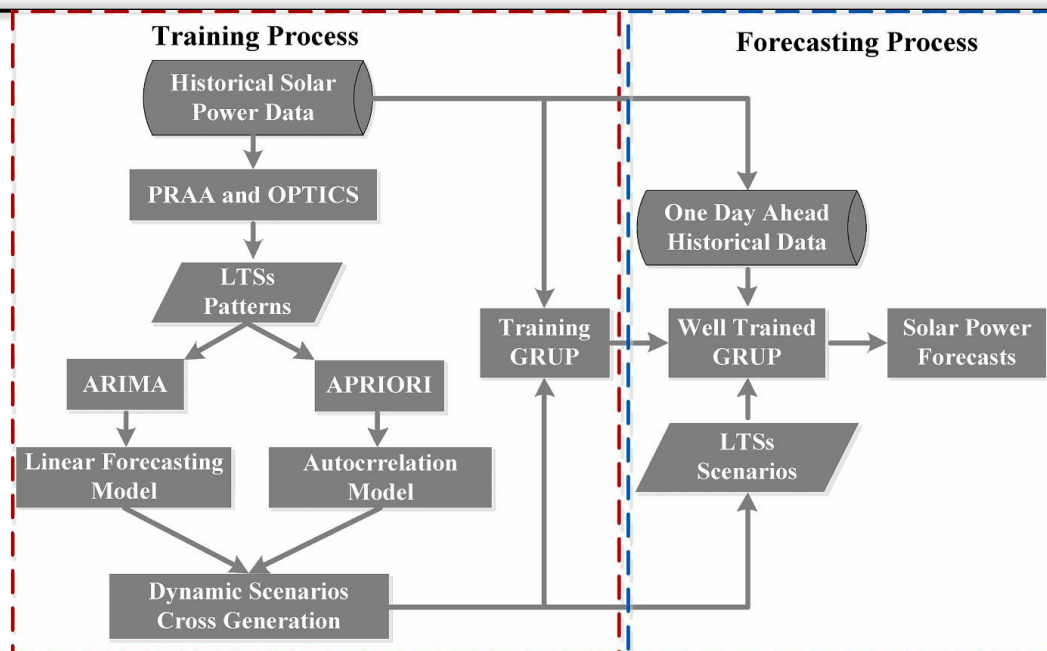 Training Process
Historical Solar
Power Data
PRAA and OPTICS
LTSs
Patterns
ARIMA
APRIORI
Linear Forecasting
Model
Autocrrelation
Model
Dynamic Scenarios
Cross Generation
Training
GRUP
Forecasting Process
One Day Ahead
Historical Data
Well Trained
GRUP
Solar Power
Forecasts
LTSs
Scenarios